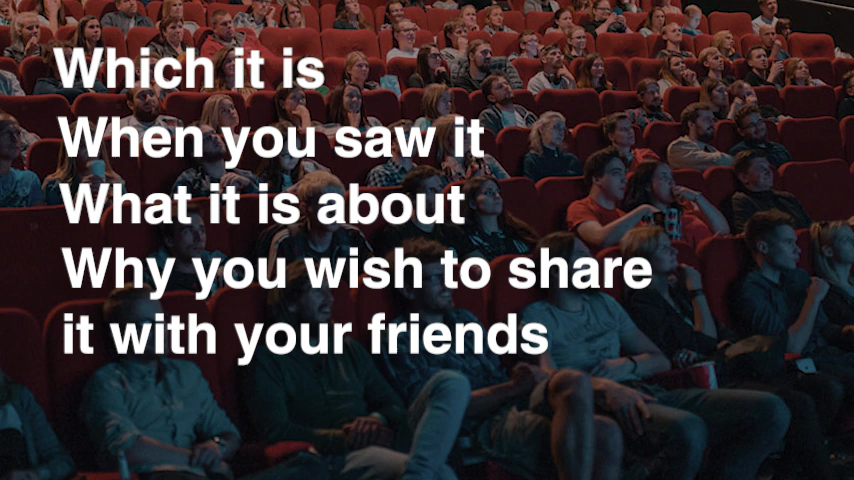 Which it is
When you saw it
What it is about
Why you wish to share
it with your friends